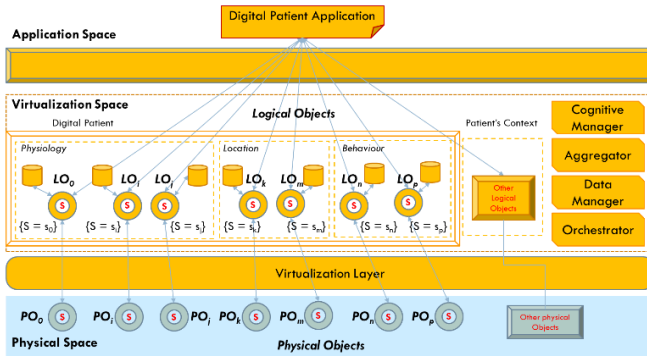 Digital Patient Application
Application Space
Virtualization Space
Logical Objects
Digital Patient
Patient's Context
Cognitive
Manager
Physiology
Location
Behaviour
Aggregator
LO0 LOi LOj LOk LOm LOn LOp
Other
Logical
Objects
Data
Manager
S S S S S S S
{S = s0} {S = si} {S = sj} {S = sk} {S = sm} {S = sn} {S = sp}
Orchestrator
Virtualization Layer
PO0 S POi S S POj POk S POm S POn S POp S
Other physical
Objects
Physical Space
Physical Objects